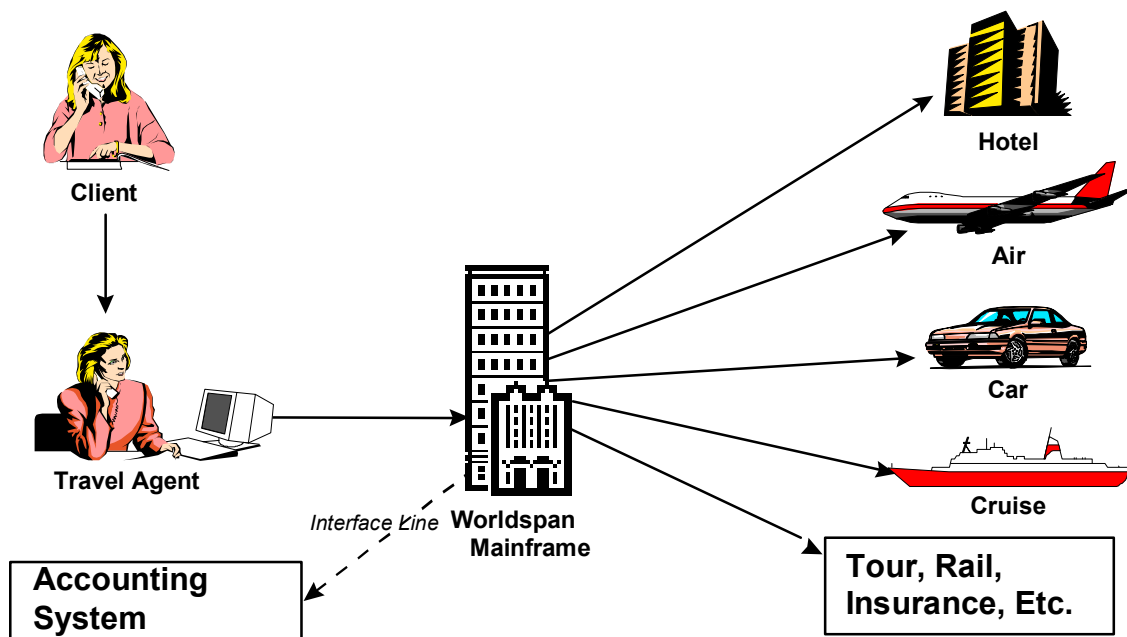 Client
Travel Agent
Interface Line
Worldspan
Mainframe
Accounting
System
Hotel
Air
Car
Cruise
Tour, Rail,
Insurance, Etc.